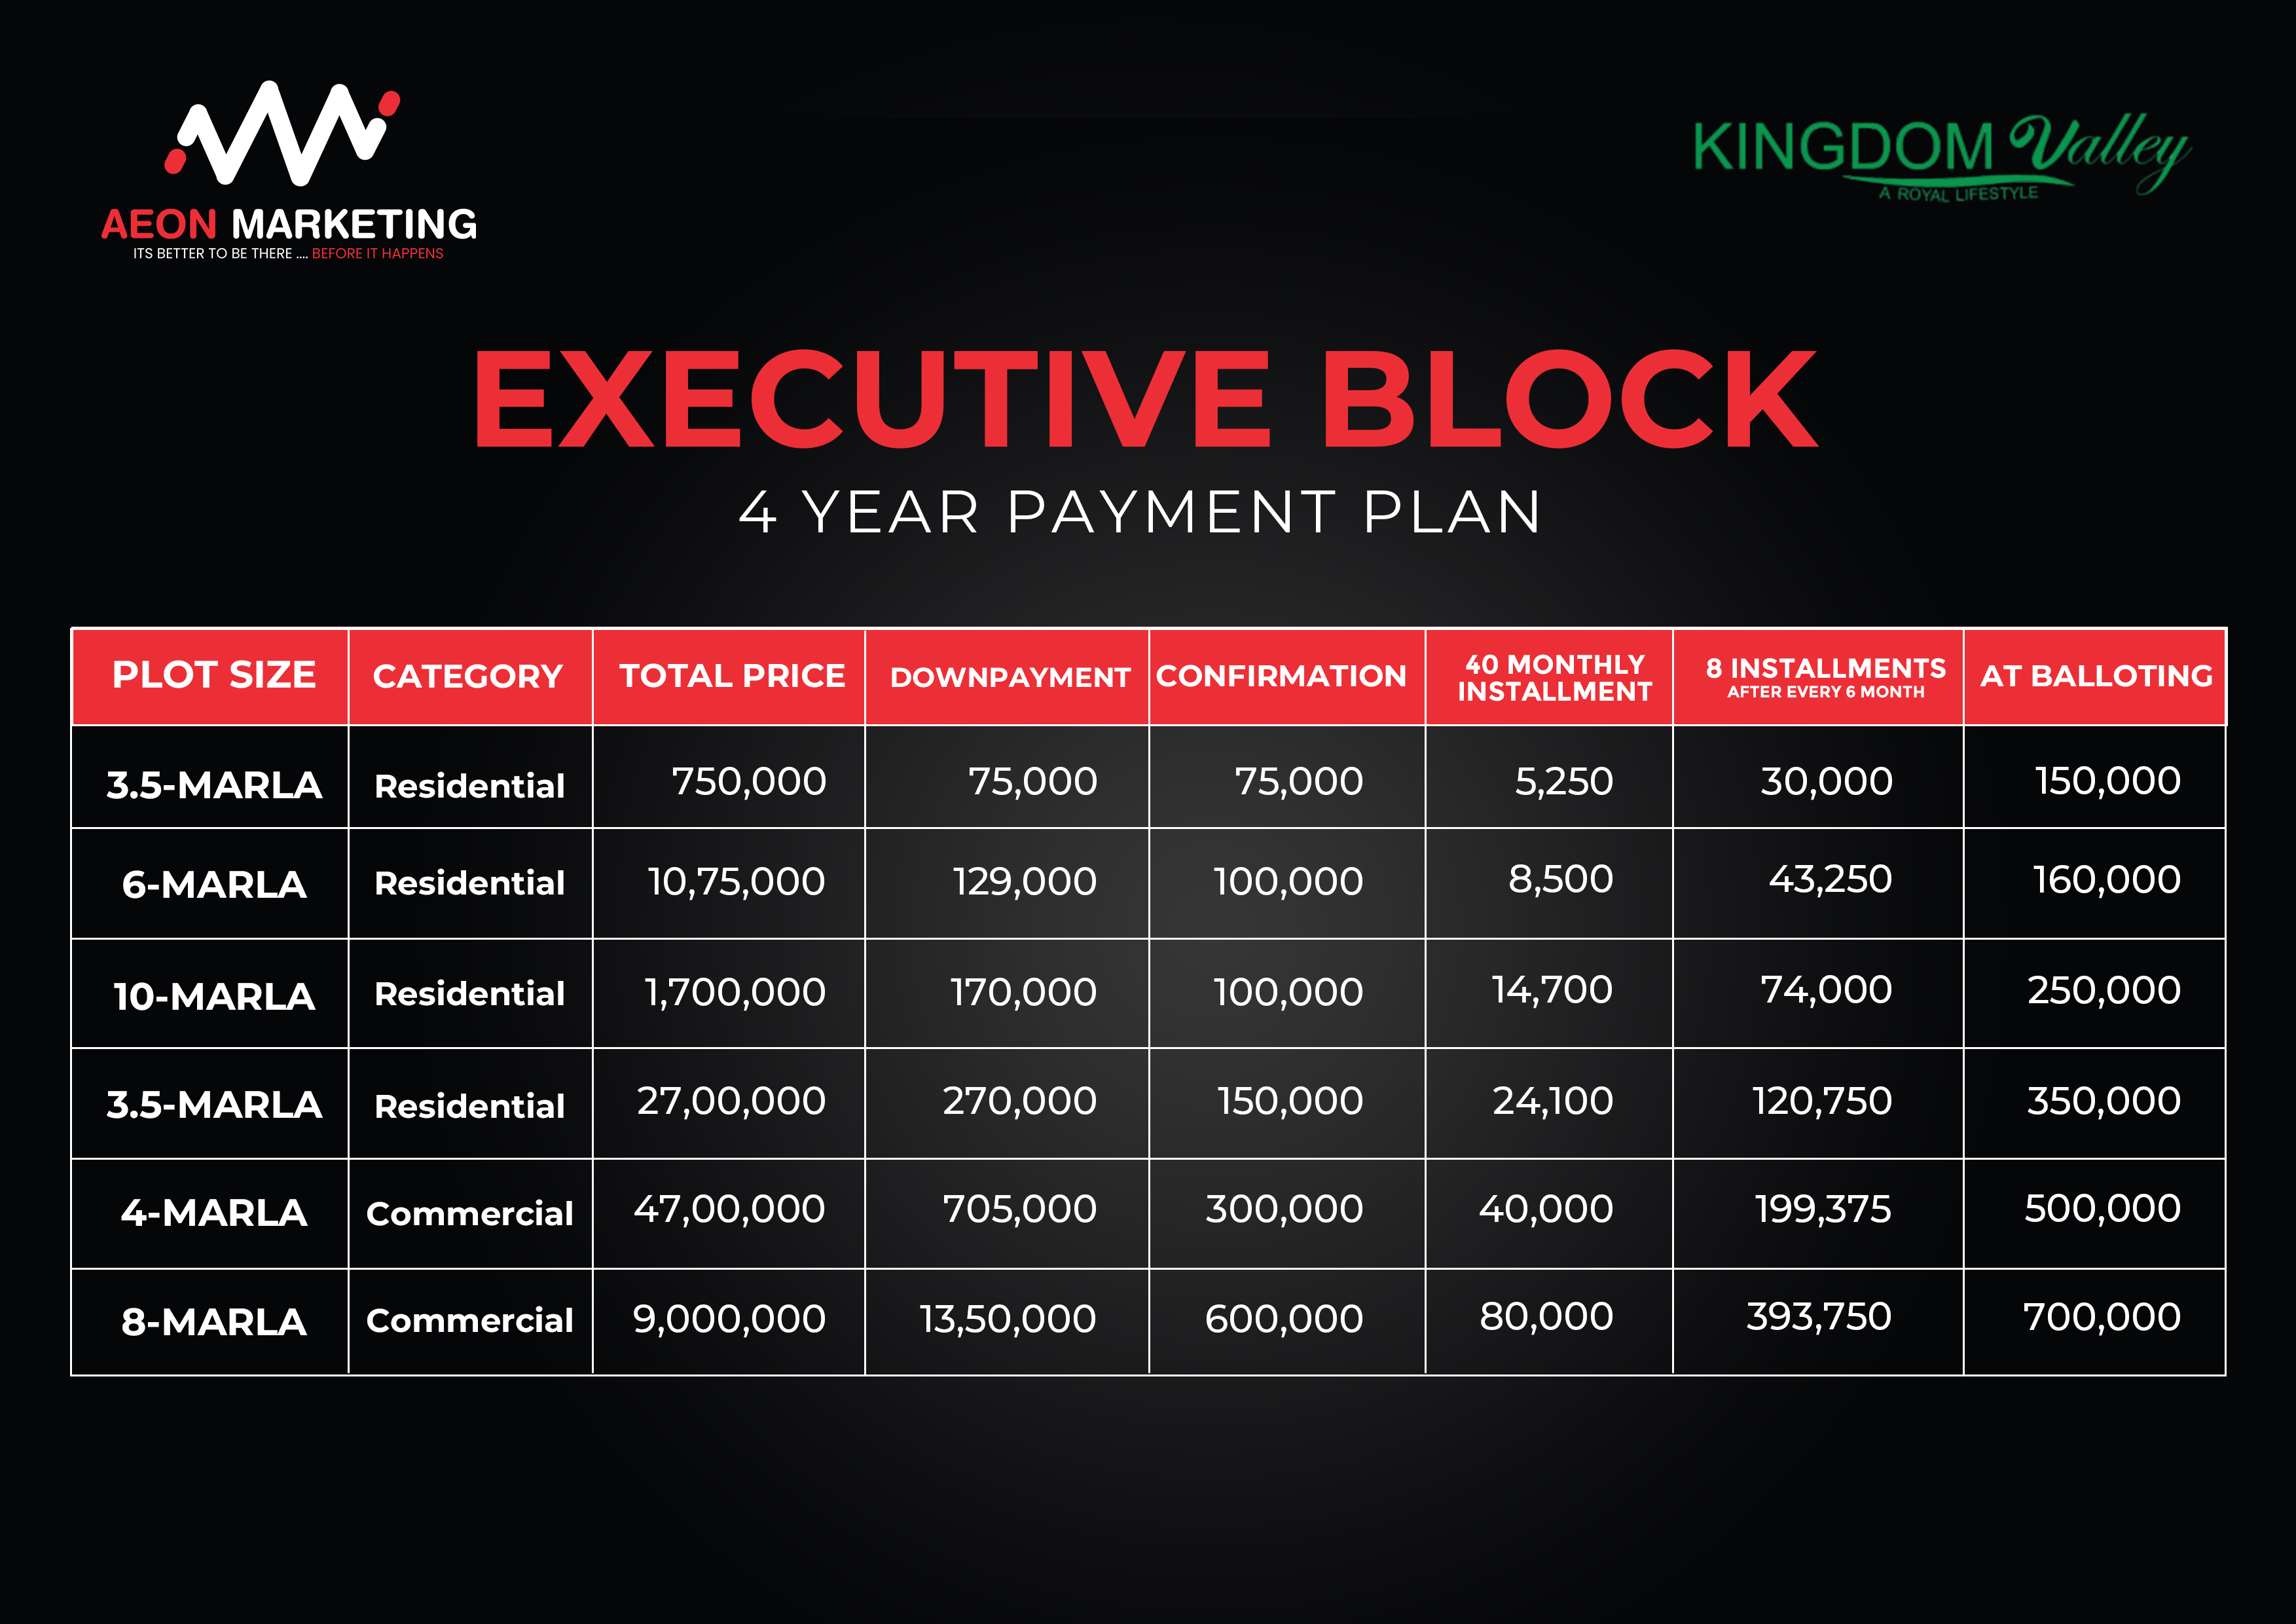 AEON MARKETING
ITS BETTER TO BE THERE .... BEFORE IT HAPPENS
KINGDOM Valley
A ROYAL LIFESTYLE
EXECUTIVE BLOCK
4 YEAR PAYMENT PLAN
PLOT SIZE CATEGORY TOTAL PRICE DOWNPAYMENT CONFIRMATION 40 MONTHLY INSTALLMENT 8 INSTALLMENTS AFTER EVERY 6 MONTH AT BALLOTING
3.5-MARLA Residential 750,000 75,000 75,000 5,250 30,000 150,000
6-MARLA Residential 10,75,000 129,000 100,000 8,500 43,250 160,000
10-MARLA Residential 1,700,000 170,000 100,000 14,700 74,000 250,000
3.5-MARLA Residential 27,00,000 270,000 150,000 24,100 120,750 350,000
4-MARLA Commercial 47,00,000 705,000 300,000 40,000 199,375 500,000
8-MARLA Commercial 9,000,000 13,50,000 600,000 80,000 393,750 700,000